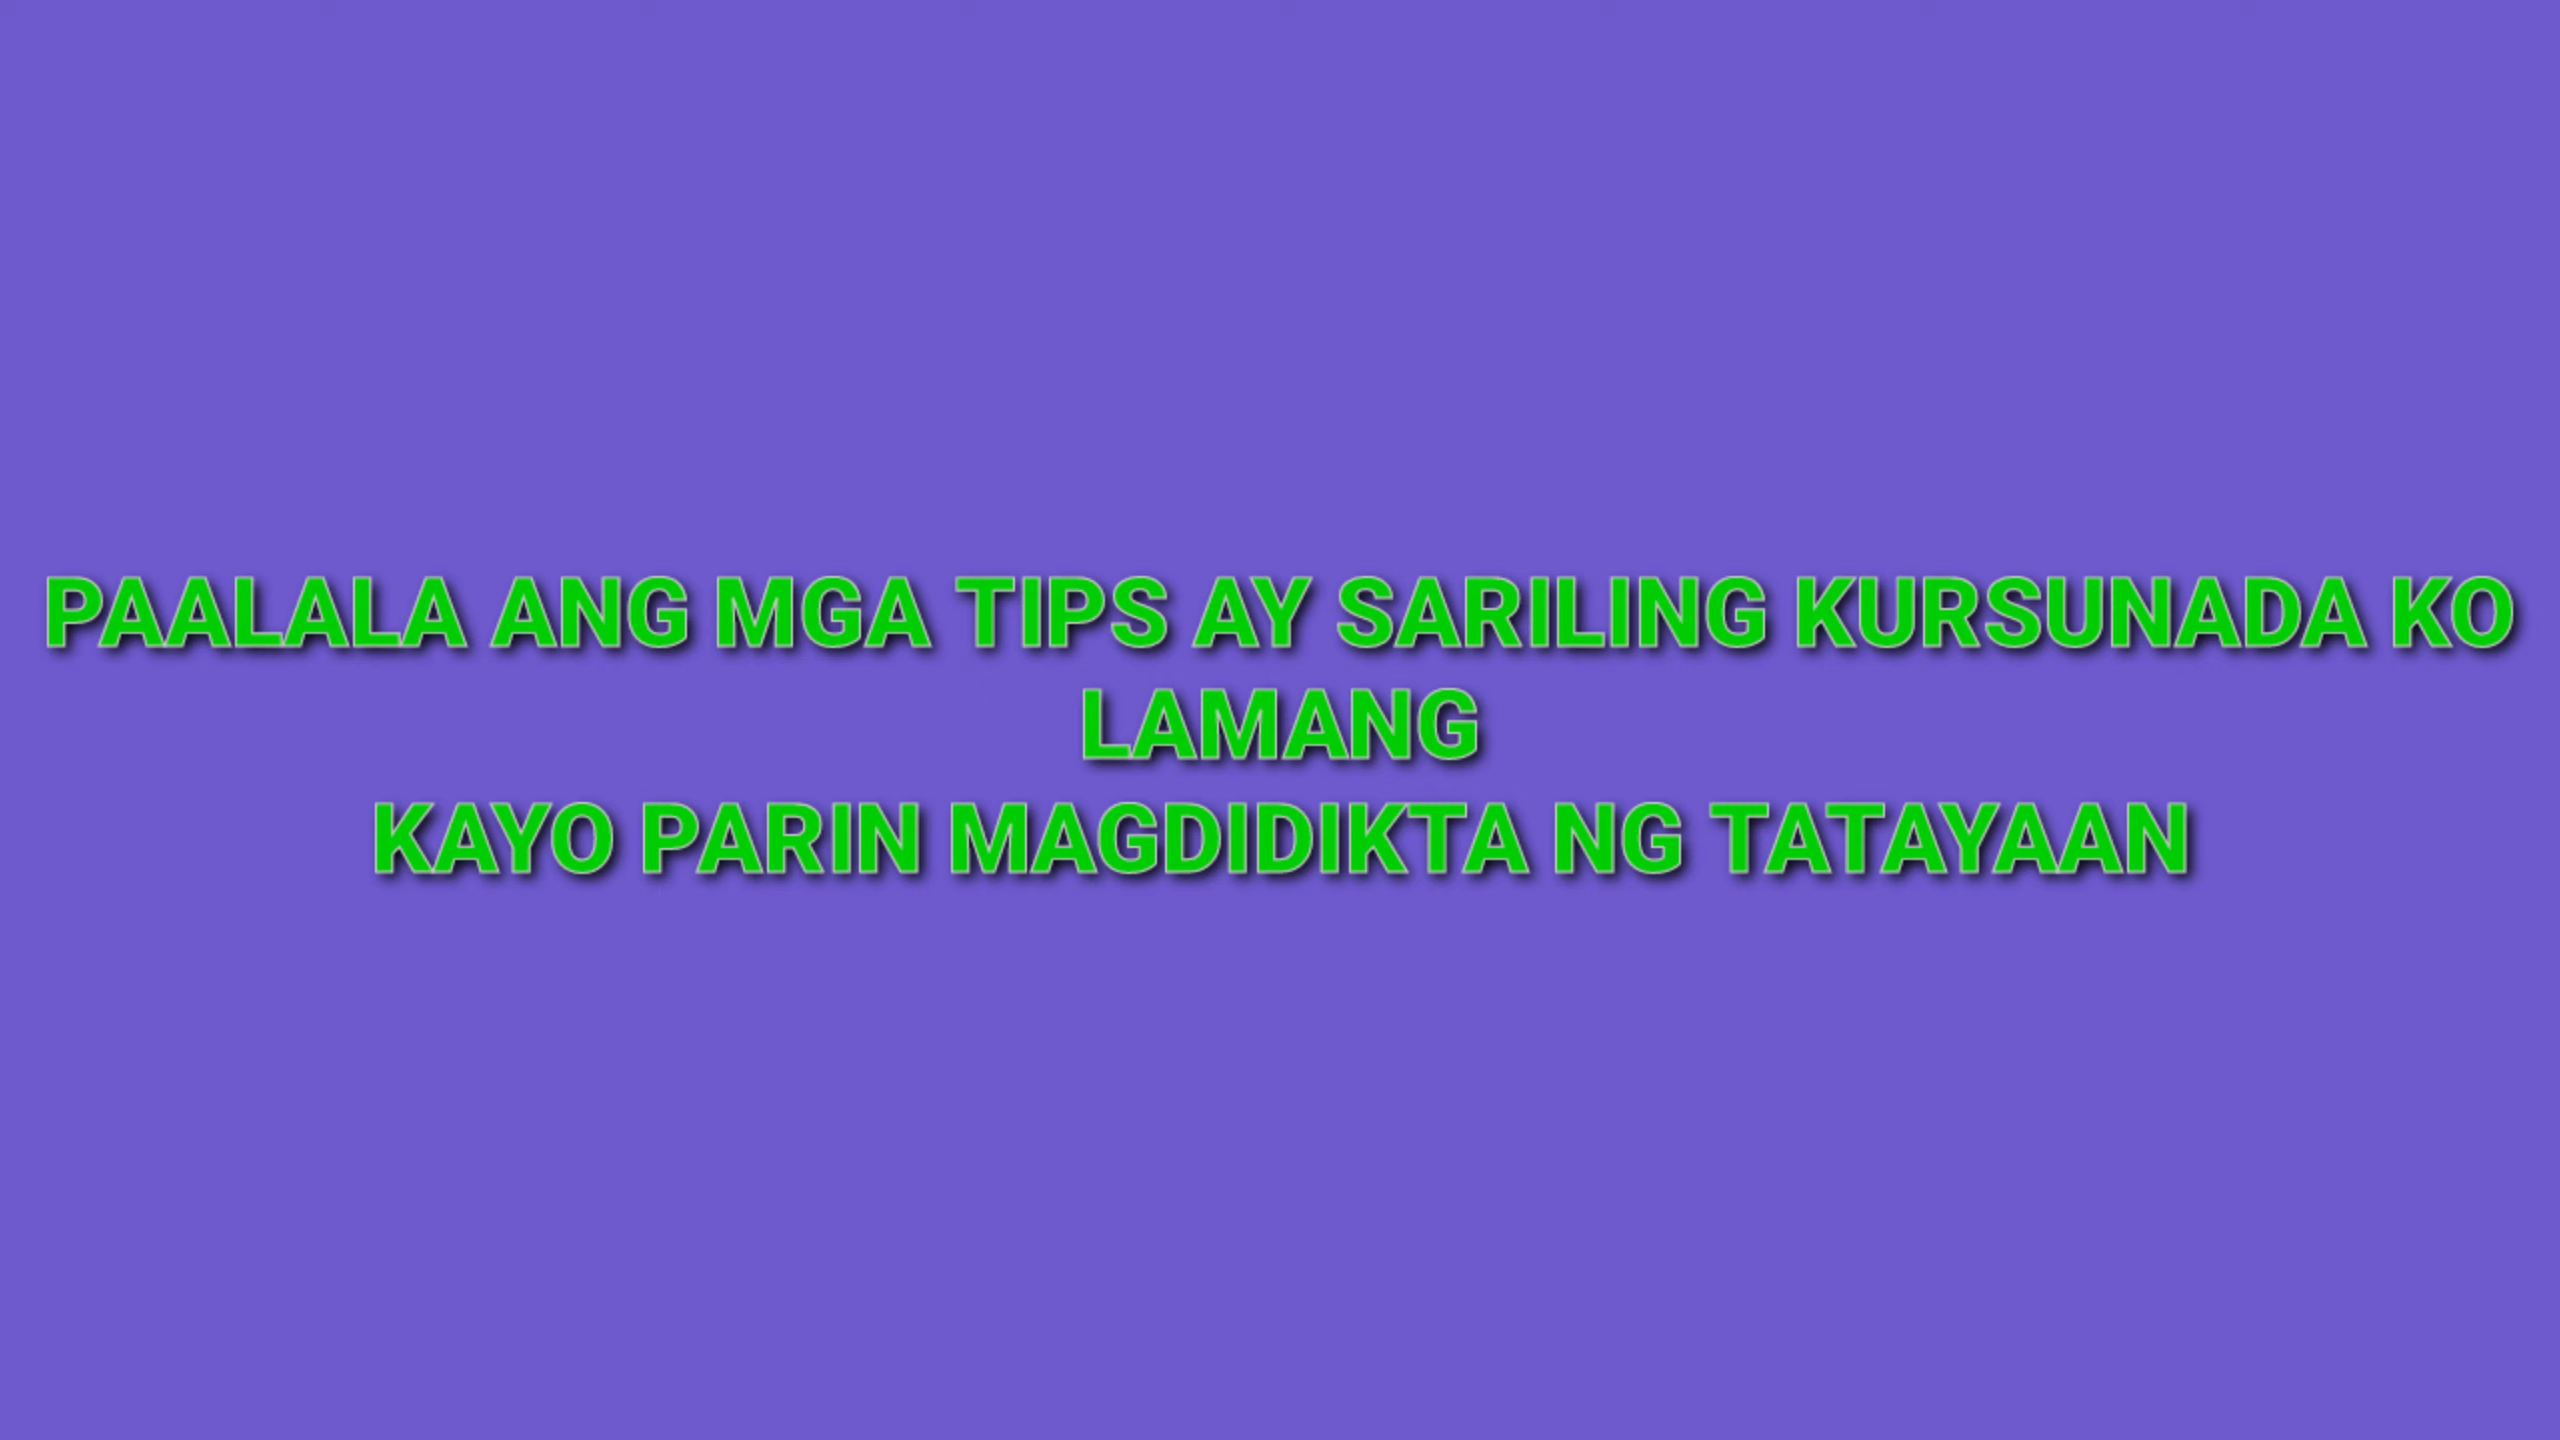 PAALALA ANG MGA TIPS AY SARILING KURSUNADA KO
LAMANG
KAYO PARIN MAGDIDIKTA NG TATAYAAN